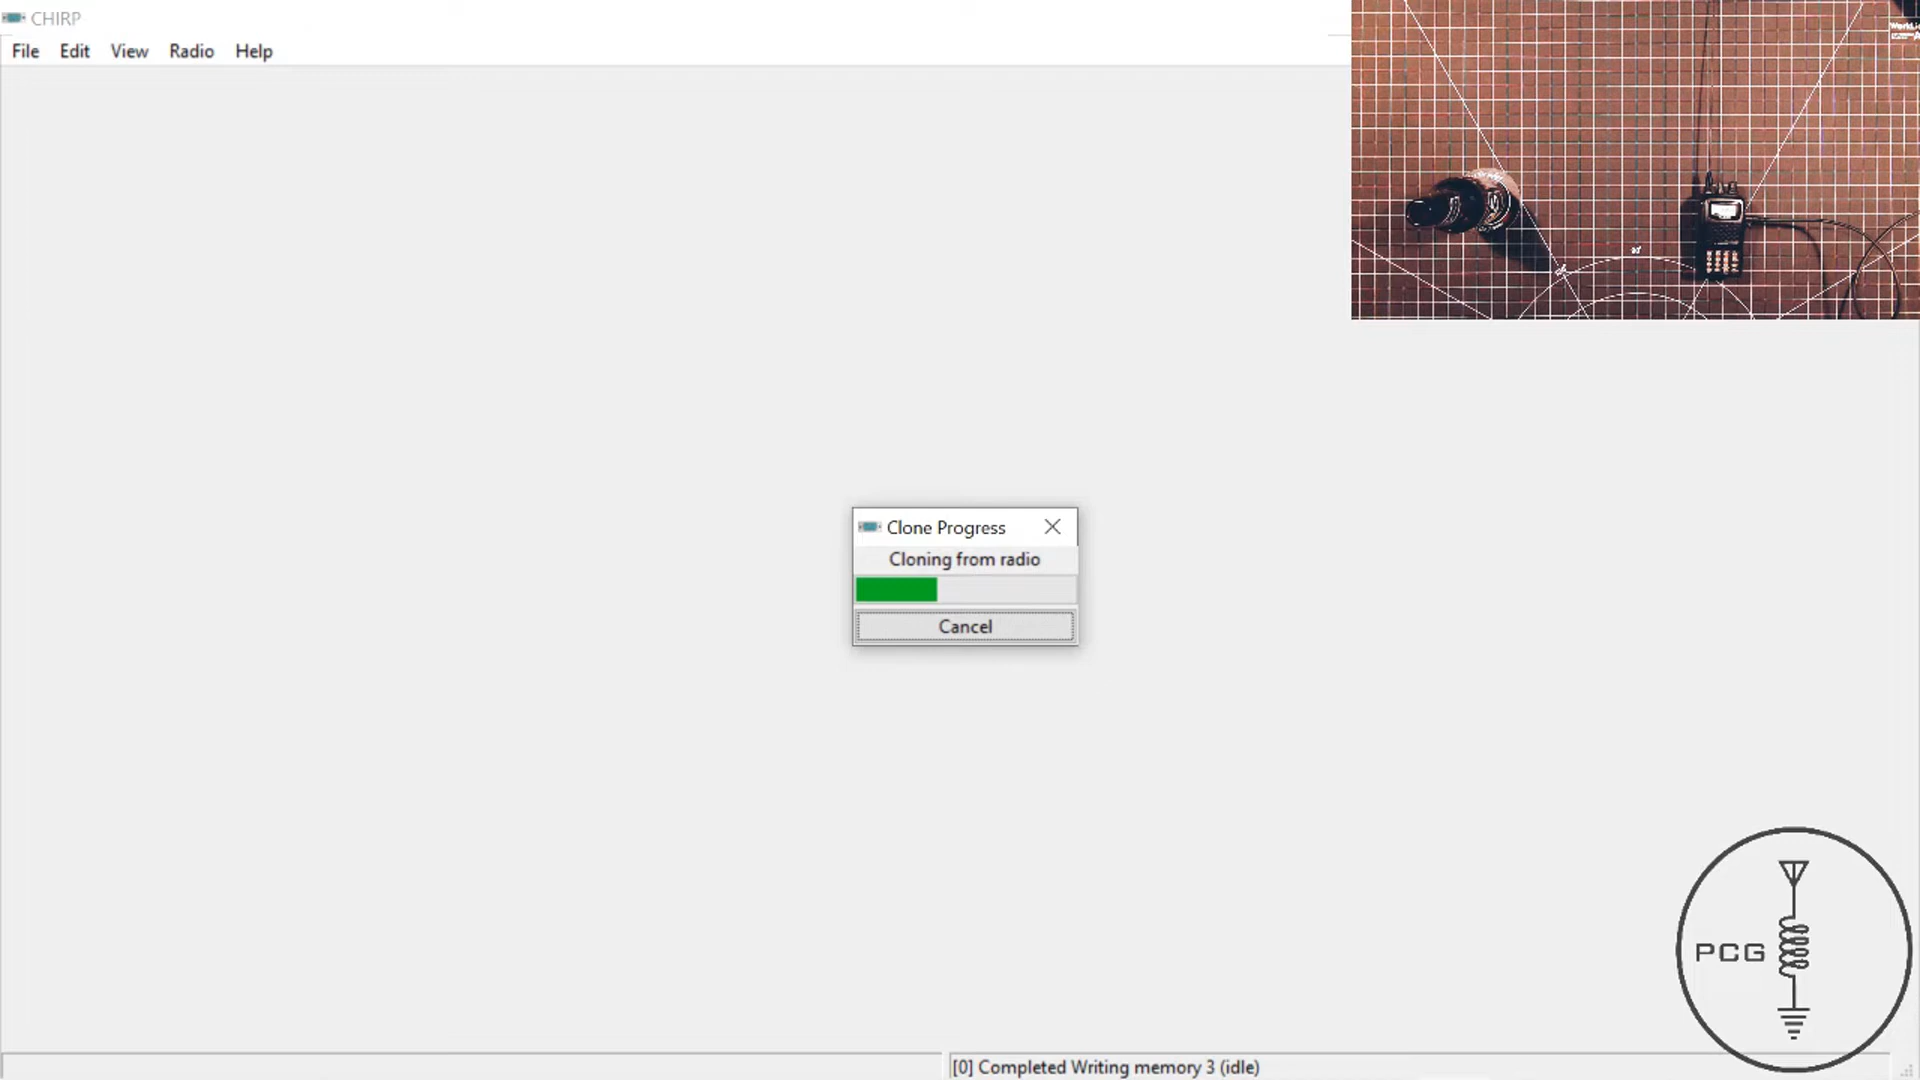 CHIRP
File Edit View Radio Help
Clone Progress
Cloning from radio
Cancel
PCG
[0] Completed Writing memory 3 (idle)